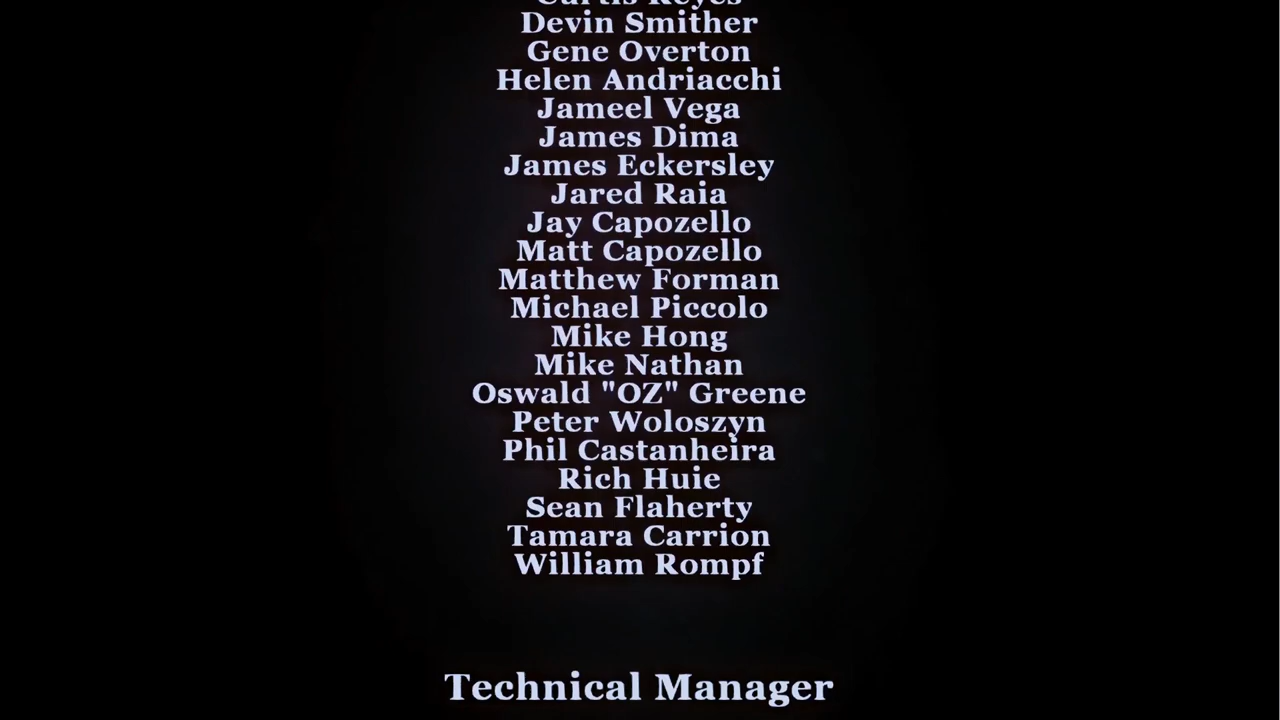 Curtis Keyes
Devin Smither
Gene Overton
Helen Andriacchi
Jameel Vega
James Dima
James Eckersley
Jared Raia
Jay Capozello
Matt Capozello
Matthew Forman
Michael Piccolo
Mike Hong
Mike Nathan
Oswald "OZ" Greene
Peter Woloszyn
Phil Castanheira
Rich Huie
Sean Flaherty
Tamara Carrion
William Rompf
Technical Manager